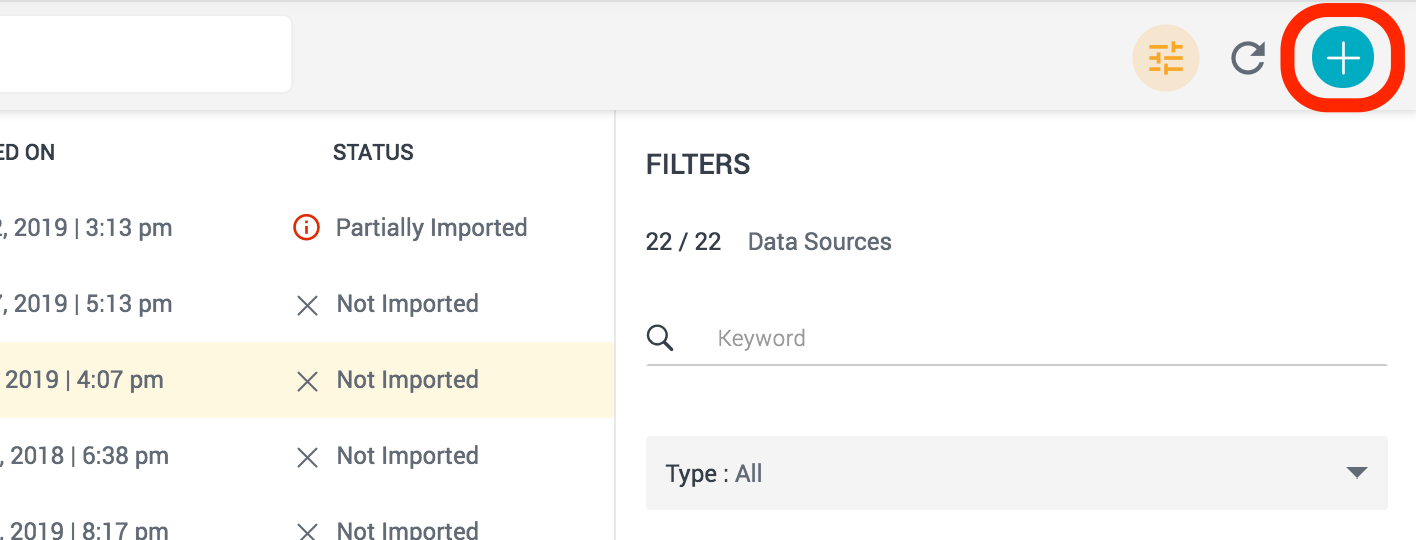 ED ON STATUS
2, 2019 | 3:13 pm Partially Imported
7, 2019 | 5:13 pm Not Imported
2019 | 4:07 pm Not Imported
, 2018 | 6:38 pm Not Imported
, 2019 | 8:17 pm Not Imported
FILTERS
22 / 22 Data Sources
Keyword
Type : All